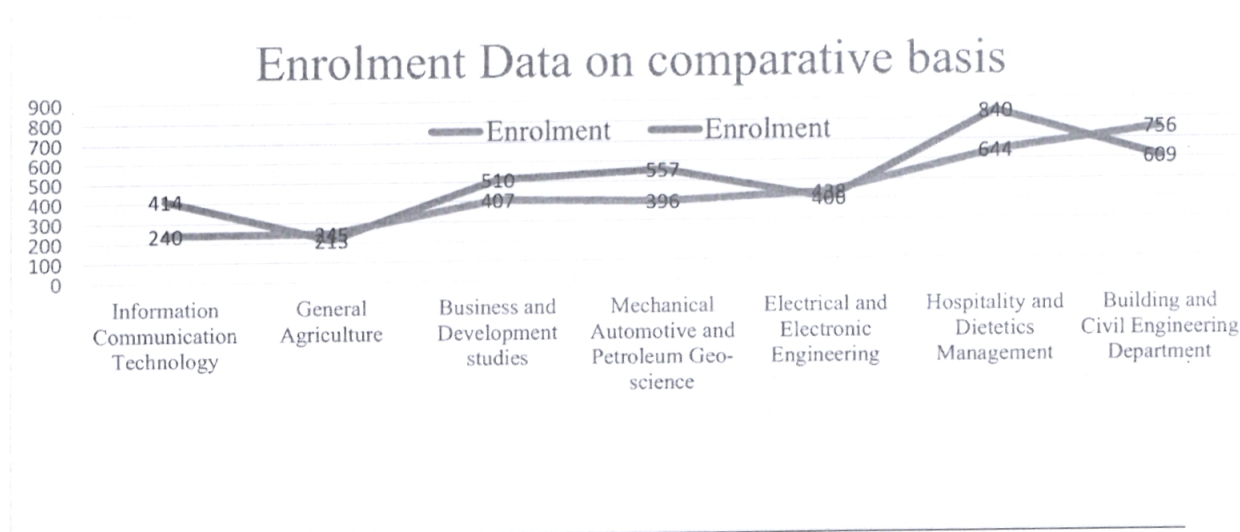 Enrolment Data on comparative basis
Enrolment Enrolment
900
800
700
600
500
400
300
200
100
0
414
240
510
407
557
396
840
644
756
609
Information
Communication
Technology
General
Agriculture
Business and
Development
studies
Mechanical
Automotive and
Petroleum Geo-
science
Electrical and
Electronic
Engineering
Hospitality and
Dietetics
Management
Building and
Civil Engineering
Department